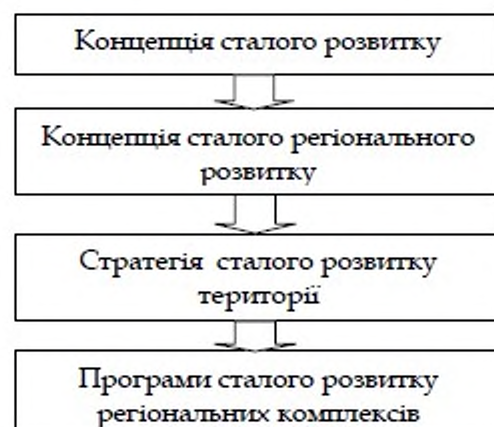 Концепція сталого розвитку
Концепція сталого регіонального
розвитку
Стратегія сталого розвитку
території
Програми сталого розвитку
регіональних комплексів